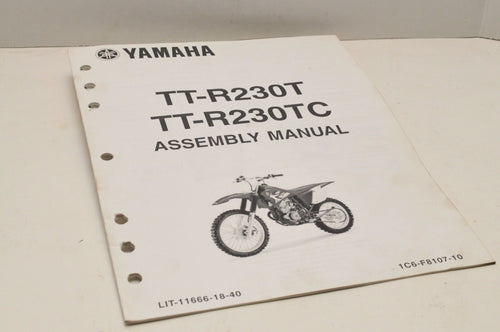 YAMAHA
TT-R230T
TT-R230TC
ASSEMBLY MANUAL
LIT-11666-18-40
1C6-F8107-10